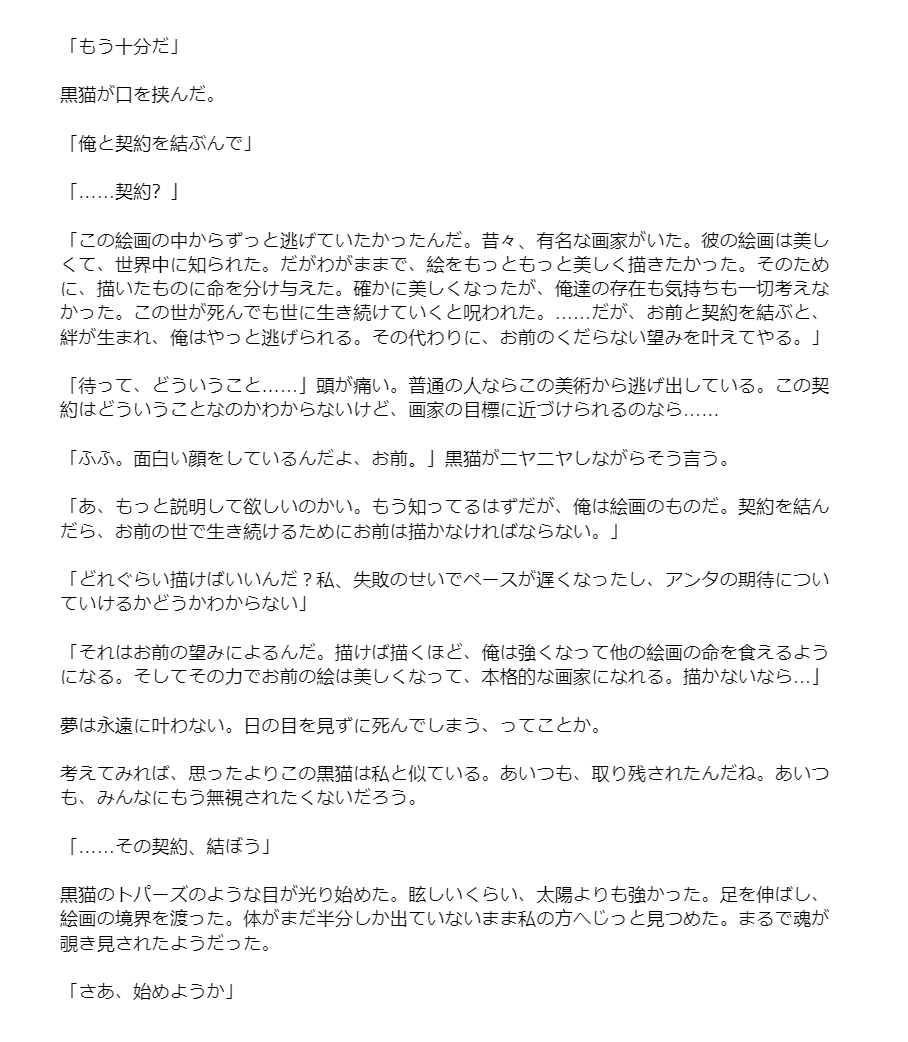 「もう十分だ」
黒猫が口を挟んだ。
「俺と契約を結ぶんで」
「……契約？」
「この絵画の中からずっと逃げていたかったんだ。昔々、有名な画家がいた。彼の絵画は美し
くて、世界中に知られた。だがわがままで、絵をもっともっと美しく描きたかった。そのため
に、描いたものに命を分け与えた。確かに美しくなったが、俺達の存在も気持ちも一切考えな
かった。この世が死んでも世に生き続けていくと呪われた。……だが、お前と契約を結ぶと、
絆が生まれ、俺はやっと逃げられる。その代わりに、お前のくだらない望みを叶えてやる。」
「待って、どういうこと……」頭が痛い。普通の人ならこの美術から逃げ出している。この契
約はどういうことなのかわからないけど、画家の目標に近づけられるのなら……
「ふふ。面白い顔をしているんだよ、お前。」黒猫がニヤニヤしながらそう言う。
「あ、もっと説明して欲しいのかい。もう知ってるはずだが、俺は絵画のものだ。契約を結ん
だら、お前の世で生き続けるためにお前は描かなければならない。」
「どれぐらい描けばいいんだ？私、失敗のせいでペースが遅くなったし、アンタの期待につい
ていけるかどうかわからない」
「それはお前の望みによるんだ。描けば描くほど、俺は強くなって他の絵画の命を食えるよう
になる。そしてその力でお前の絵は美しくなって、本格的な画家になれる。描かないなら…」
夢は永遠に叶わない。日の目を見ずに死んでしまう、ってことか。
考えてみれば、思ったよりこの黒猫は私と似ている。あいつも、取り残されたんだね。あいつ
も、みんなにもう無視されたくないだろう。
「……その契約、結ぼう」
黒猫のトパーズのような目が光り始めた。眩しいくらい、太陽よりも強かった。足を伸ばし、
絵画の境界を渡った。体がまだ半分しか出ていないまま私の方へじっと見つめた。まるで魂が
覗き見されたようだった。
「さあ、始めようか」